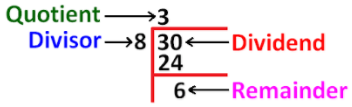 Quotient 3
Divisor 8 30 Dividend
24
6 Remainder